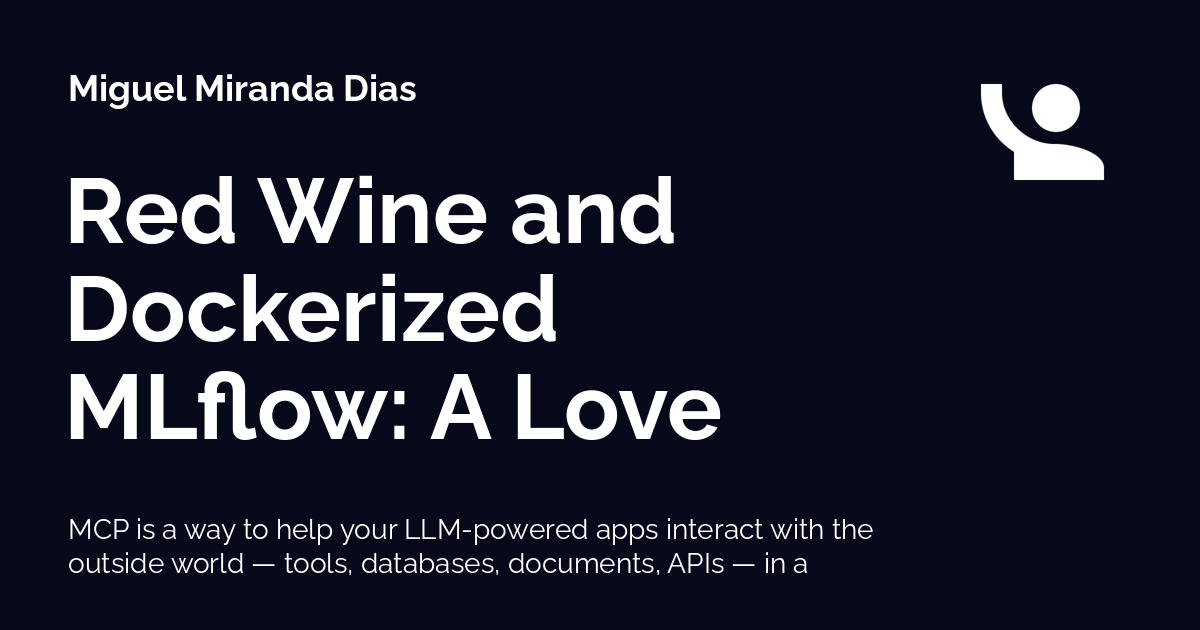 Miguel Miranda Dias
Red Wine and
Dockerized
MLflow: A Love
MCP is a way to help your LLM-powered apps interact with the
outside world — tools, databases, documents, APIs — in a